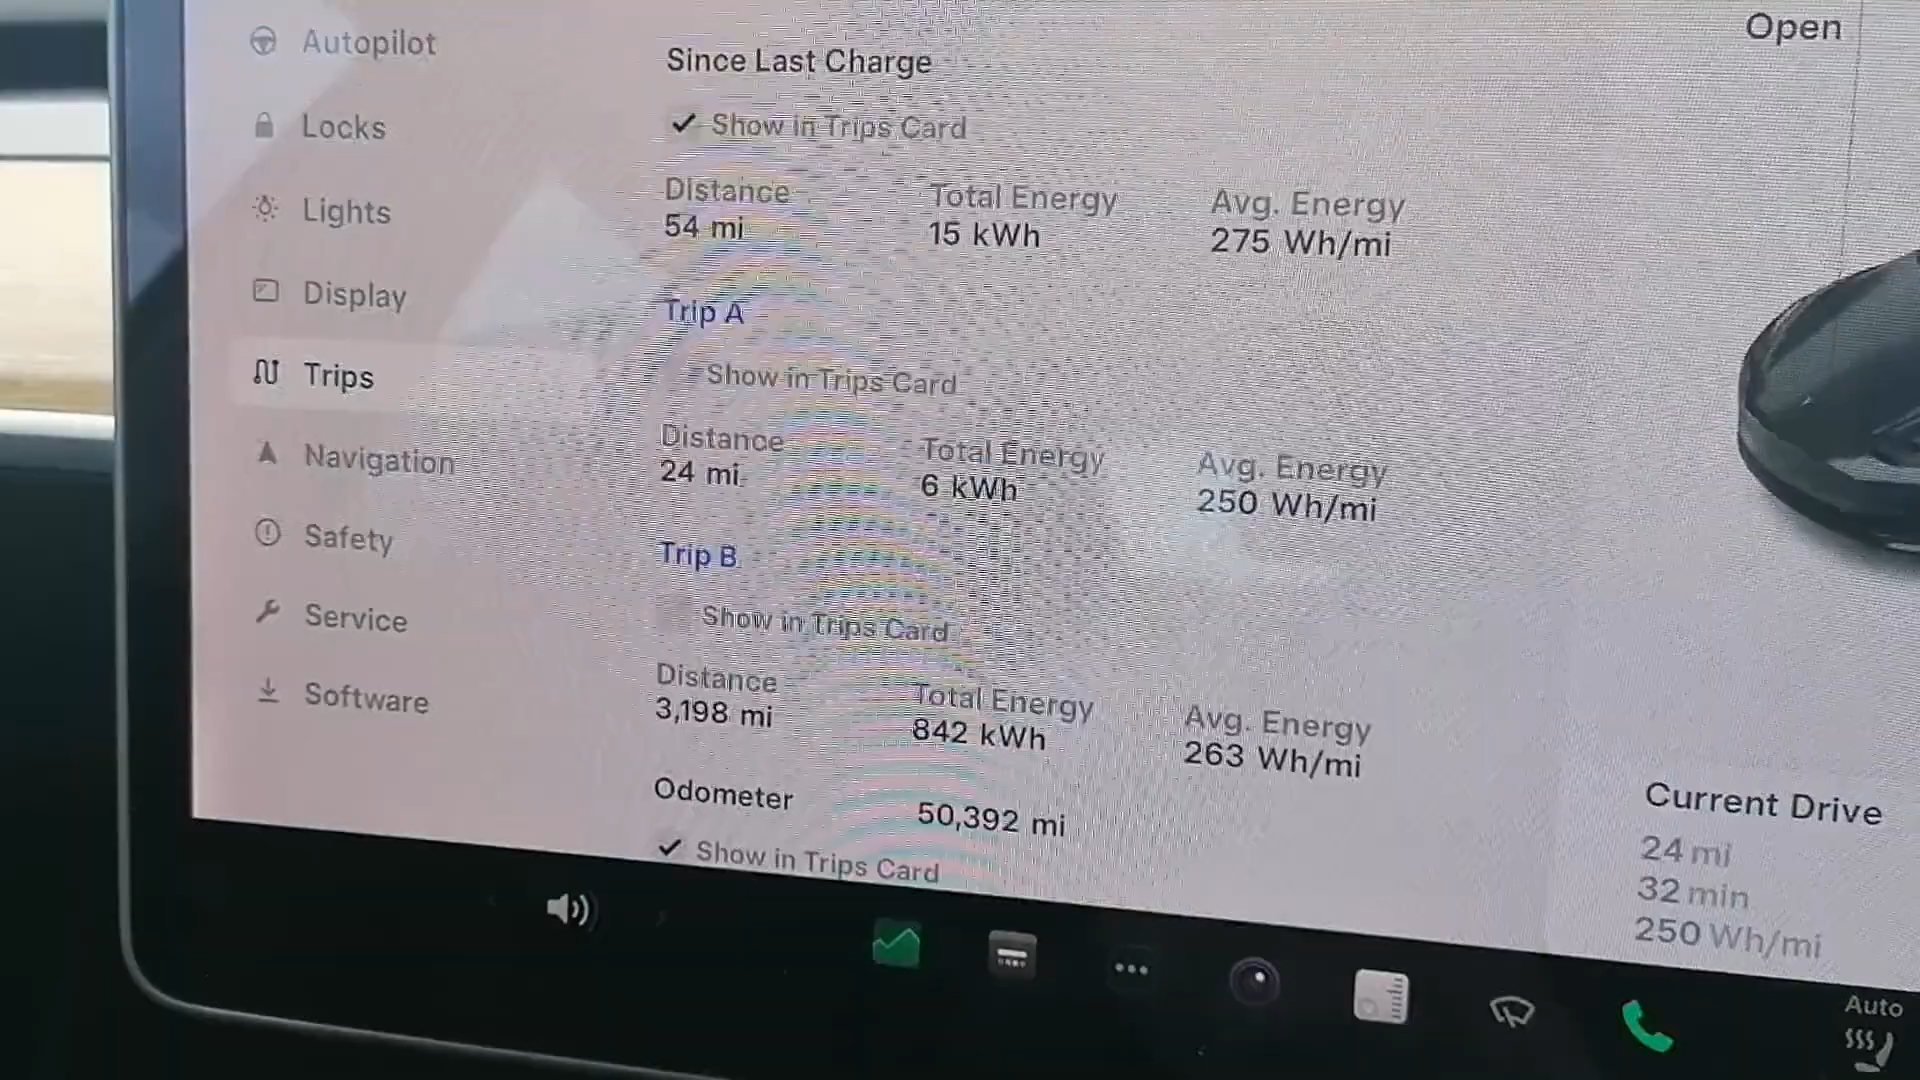 Autopilot
Locks
Lights
Display
Trips
Navigation
Safety
Service
Software
Since Last Charge
Show in Trips Card
Distance Total Energy Avg. Energy
54 mi 15 kWh 275 Wh/mi
Trip A
Show in Trips Card
Distance Total Energy Avg. Energy
24 mi 6 kWh 250 Wh/mi
Trip B
Show in Trips Card
Distance Total Energy Avg. Energy
3,198 mi 842 kWh 263 Wh/mi
Odometer 50,392 mi
Show in Trips Card
Open
Current Drive
24 mi
32 min
250 Wh/mi
Auto